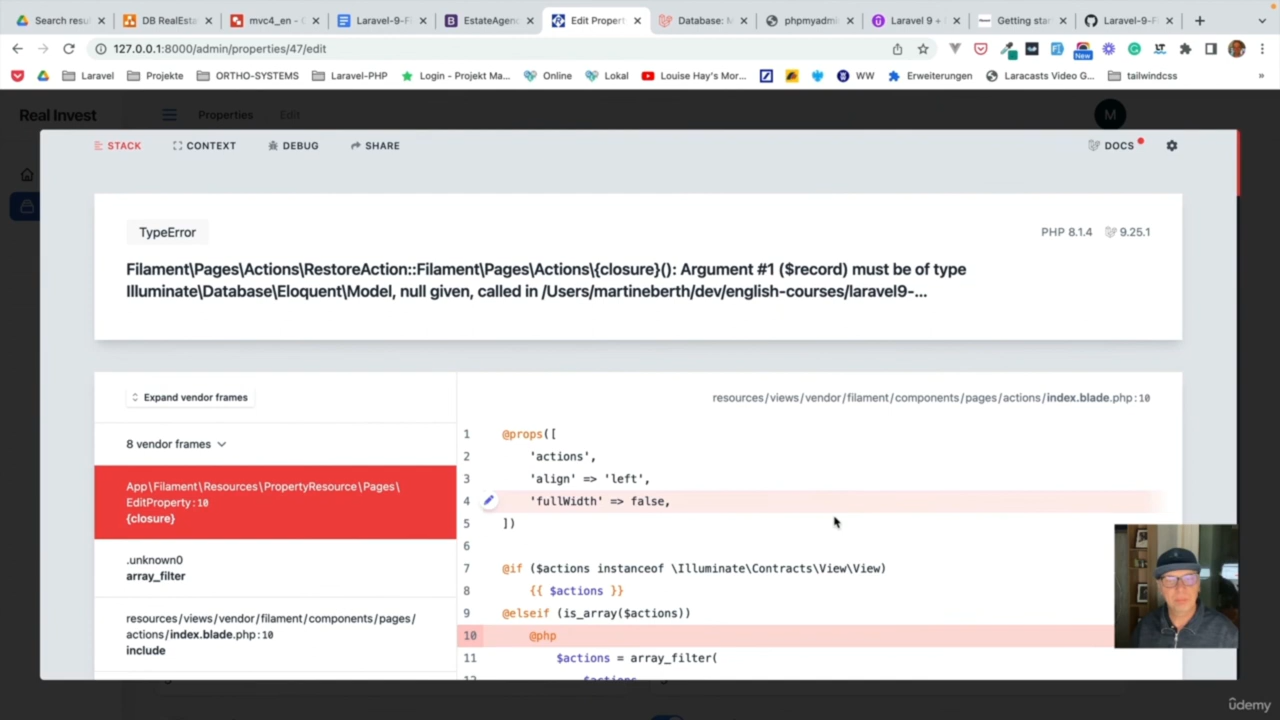 Search resu
DB RealEsta
mvc4_en - G
Laravel-9-Fi
EstateAgen
Edit Propert
Database: M
phpmyadmi
Laravel 9 +
Getting star
Laravel-9-Fi
127.0.0.1:8000/admin/properties/47/edit
New
Laravel
Projekte
ORTHO-SYSTEMS
Laravel-PHP
Login - Projekt Ma...
Online
Lokal
Louise Hay's Mor...
WW
Erweiterungen
Laracasts Video G...
tailwindcss
»
Real Invest
Properties
Edit
M
STACK
CONTEXT
DEBUG
SHARE
DOCS
TypeError
PHP 8.1.4
9.25.1
Filament\Pages\Actions\RestoreAction::Filament\Pages\Actions\{closure}(): Argument #1 ($record) must be of type
Illuminate\Database\Eloquent\Model, null given, called in /Users/martineberth/dev/english-courses/laravel9-...
Expand vendor frames
resources/views/vendor/filament/components/pages/actions/index.blade.php:10
8 vendor frames
App\Filament\Resources\PropertyResource\Pages\
EditProperty:10
{closure}
.unknown0
array_filter
resources/views/vendor/filament/components/pages/
actions/index.blade.php:10
include
1 @props([
2 'actions',
3 'align' => 'left',
4 'fullWidth' => false,
5 ])
6
7 @if ($actions instanceof \Illuminate\Contracts\View\View)
8 {{ $actions }}
9 @elseif (is_array($actions))
10 @php
11 $actions = array_filter(
12 $actions
ûdemy